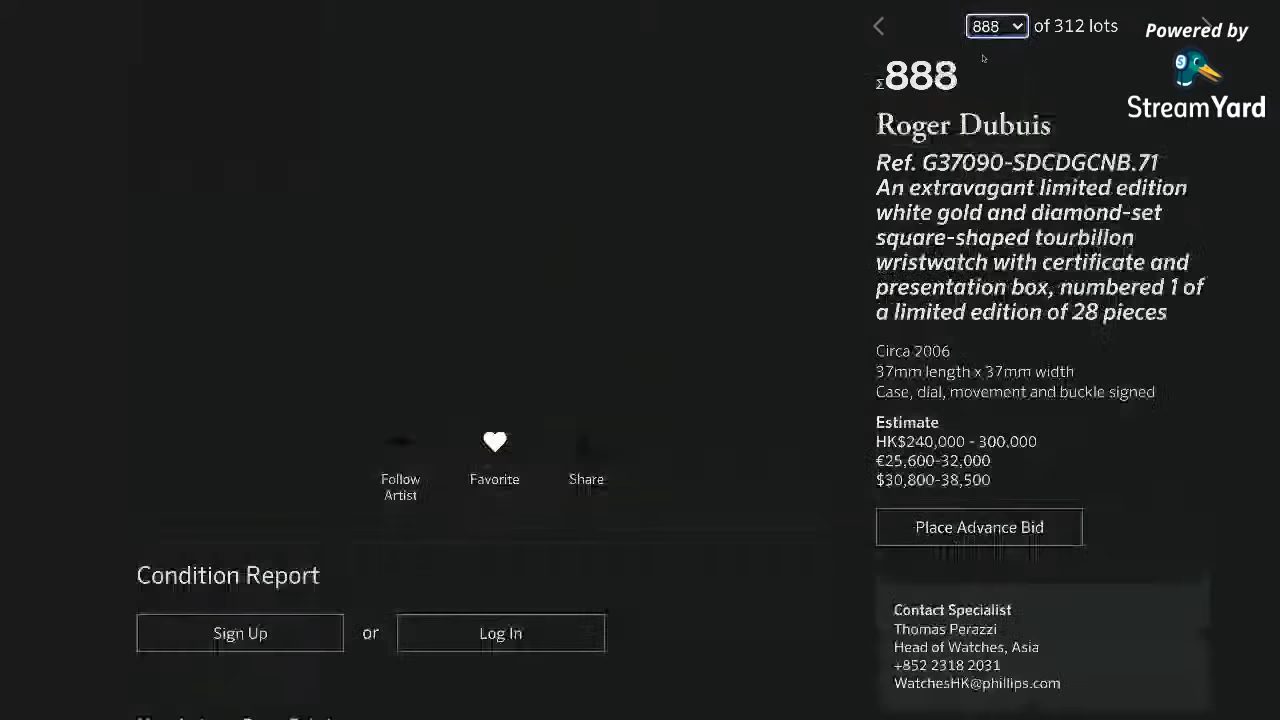 888 of 312 lots
Powered by
StreamYard
Σ888
Roger Dubuis
Ref. G37090-SDCDGCNB.71
An extravagant limited edition
white gold and diamond-set
square-shaped tourbillon
wristwatch with certificate and
presentation box, numbered 1 of
a limited edition of 28 pieces
Circa 2006
37mm length x 37mm width
Case, dial, movement and buckle signed
Estimate
HK$240,000 - 300,000
€25,600-32,000
$30,800-38,500
Follow
Artist
Favorite
Share
Place Advance Bid
Condition Report
Sign Up or Log In
Contact Specialist
Thomas Perazzi
Head of Watches, Asia
+852 2318 2031
WatchesHK@phillips.com